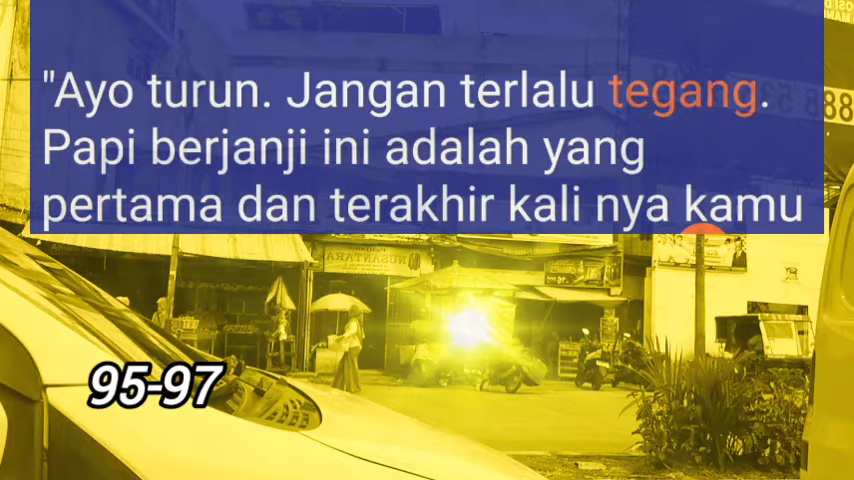 "Ayo turun. Jangan terlalu tegang.
Papi berjanji ini adalah yang
pertama dan terakhir kali nya kamu
NUSANTARA
95-97